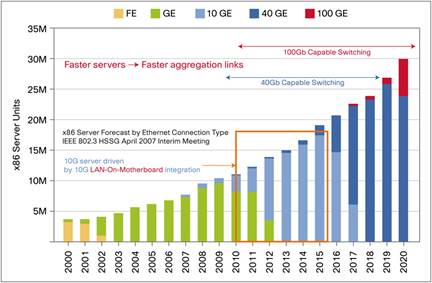 FE GE 10 GE 40 GE 100 GE
35M
30M
25M
20M
15M
10M
5M
x86 Server Units
100Gb Capable Switching
Faster servers → Faster aggregation links
40Gb Capable Switching
x86 Server Forecast by Ethernet Connection Type
IEEE 802.3 HSSG April 2007 Interim Meeting
10G server driven
by 10G LAN-On-Motherboard integration
2000 2001 2002 2003 2004 2005 2006 2007 2008 2009 2010 2011 2012 2013 2014 2015 2016 2017 2018 2019 2020